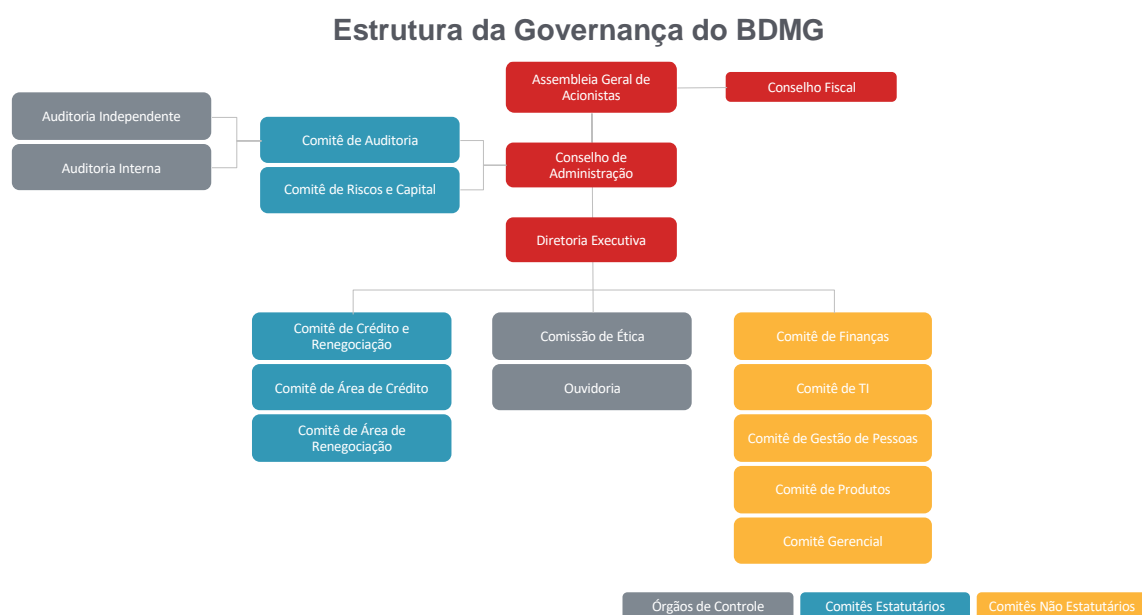 Estrutura da Governança do BDMG
Assembleia Geral de
Acionistas
Conselho Fiscal
Auditoria Independente
Auditoria Interna
Comitê de Auditoria
Comitê de Riscos e Capital
Conselho de
Administração
Diretoria Executiva
Comitê de Crédito e
Renegociação
Comitê de Área de Crédito
Comitê de Área de
Renegociação
Comissão de Ética
Ouvidoria
Comitê de Finanças
Comitê de TI
Comitê de Gestão de Pessoas
Comitê de Produtos
Comitê Gerencial
Órgãos de Controle
Comitês Estatutários
Comitês Não Estatutários